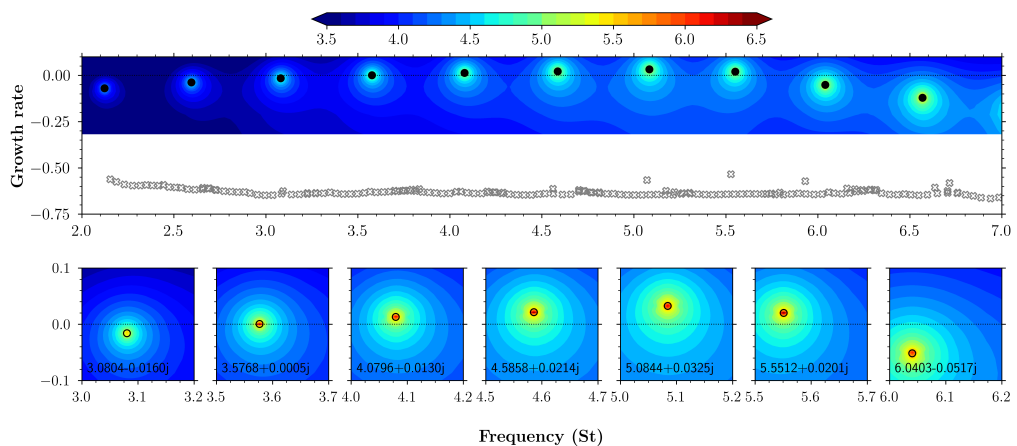 3.5 4.0 4.5 5.0 5.5 6.0 6.5
Growth rate
0.00
−0.25
−0.50
−0.75
2.0 2.5 3.0 3.5 4.0 4.5 5.0 5.5 6.0 6.5 7.0
0.1
0.0
−0.1
3.0804-0.0160j 3.5768+0.0005j 4.0796+0.0130j 4.5858+0.0214j 5.0844+0.0325j 5.5512+0.0201j 6.0403-0.0517j
3.0 3.1 3.2 3.5 3.6 3.7 4.0 4.1 4.2 4.5 4.6 4.7 5.0 5.1 5.2 5.5 5.6 5.7 6.0 6.1 6.2
Frequency (St)